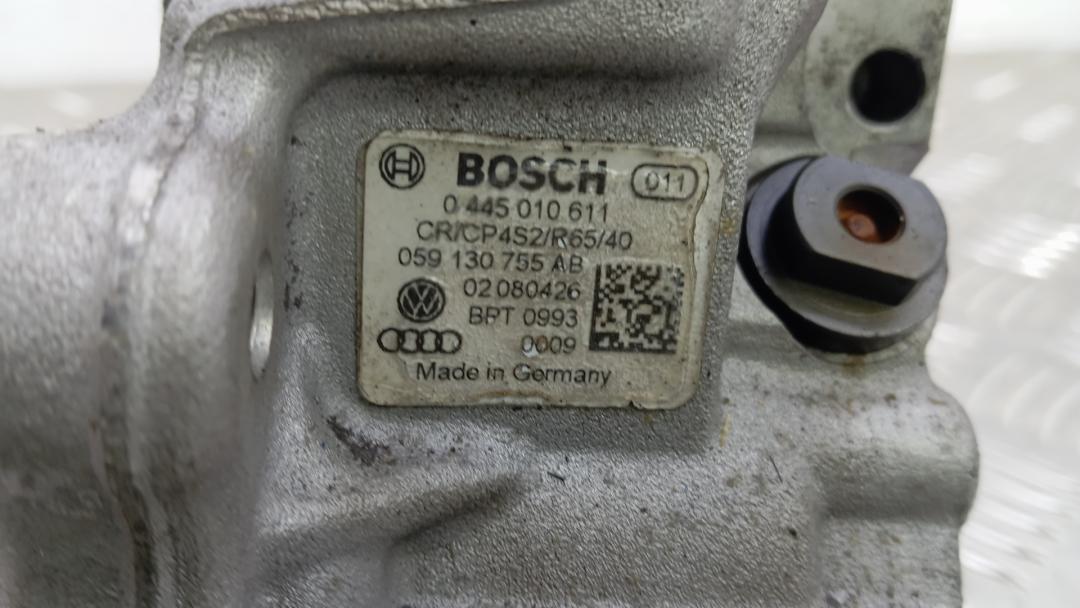 BOSCH 011
0 445 010 611
CR/CP4S2/R65/40
059 130 755 AB
02 080426
BPT 0993
0009
Made in Germany